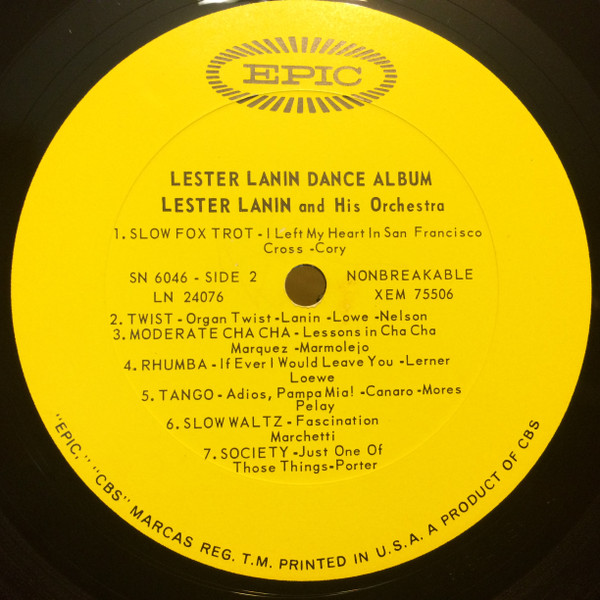 EPIC
LESTER LANIN DANCE ALBUM
LESTER LANIN and His Orchestra
1. SLOW FOX TROT - I Left My Heart In San Francisco
Cross -Cory
SN 6046 - SIDE 2
LN 24076
NONBREAKABLE
XEM 75506
2. TWIST - Organ Twist -Lanin -Lowe -Nelson
3. MODERATE CHA CHA - Lessons in Cha Cha
Marquez -Marmolejo
4. RHUMBA - If Ever I Would Leave You -Lerner
Loewe
5. TANGO - Adios, Pampa Mia! -Canaro -Mores
Pelay
6. SLOW WALTZ - Fascination
Marchetti
7. SOCIETY -Just One Of
Those Things-Porter
"EPIC," "CBS" MARCAS REG. T.M. PRINTED IN U.S.A. A PRODUCT OF CBS